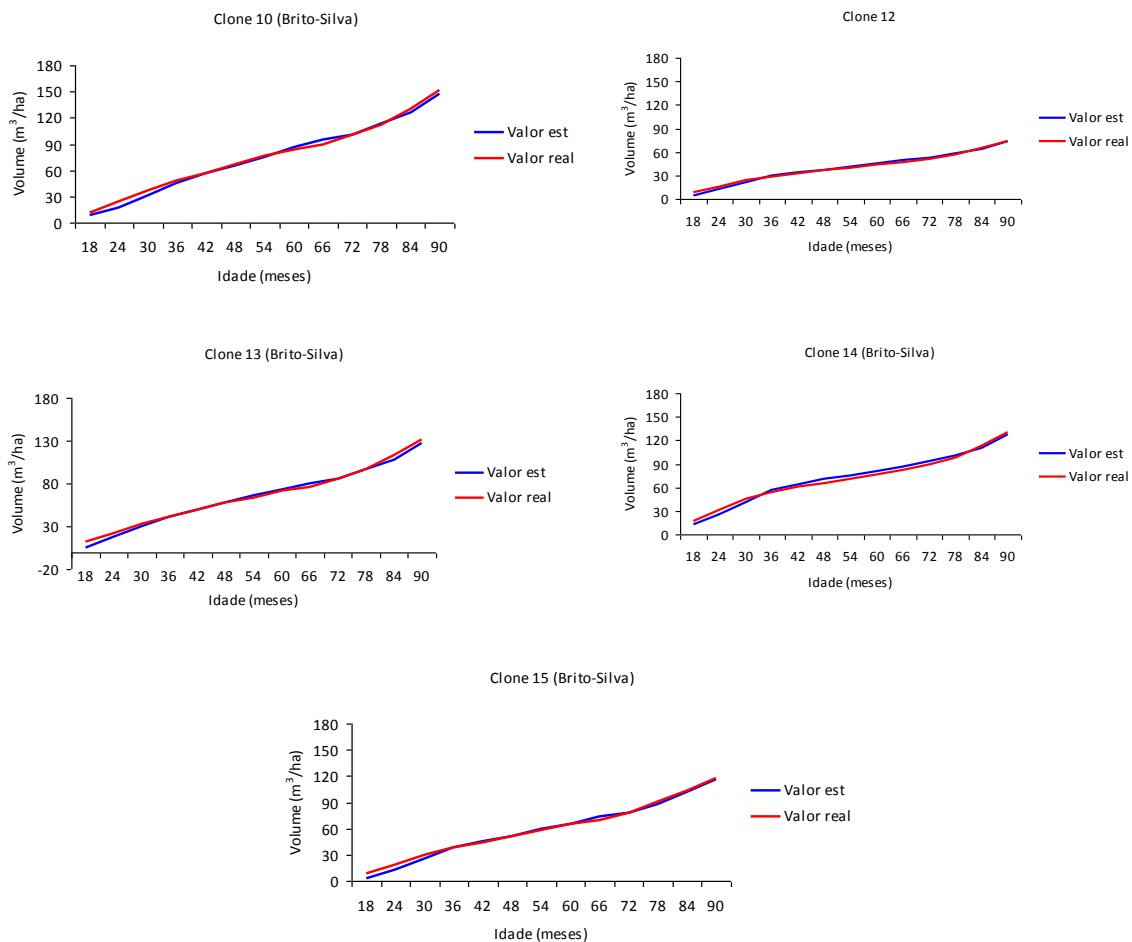 Clone 10 (Brito-Silva)
Volume (m³/ha)
180
150
120
90
60
30
0
18 24 30 36 42 48 54 60 66 72 78 84 90
Idade (meses)
Valor est
Valor real
Clone 12
Volume (m³/ha)
180
150
120
90
60
30
0
18 24 30 36 42 48 54 60 66 72 78 84 90
Idade (meses)
Valor est
Valor real
Clone 13 (Brito-Silva)
Volume (m³/ha)
180
130
80
30
-20
18 24 30 36 42 48 54 60 66 72 78 84 90
Idade (meses)
Valor est
Valor real
Clone 14 (Brito-Silva)
Volume (m³/ha)
180
150
120
90
60
30
0
18 24 30 36 42 48 54 60 66 72 78 84 90
Idade (meses)
Valor est
Valor real
Clone 15 (Brito-Silva)
Volume (m³/ha)
180
150
120
90
60
30
0
18 24 30 36 42 48 54 60 66 72 78 84 90
Idade (meses)
Valor est
Valor real